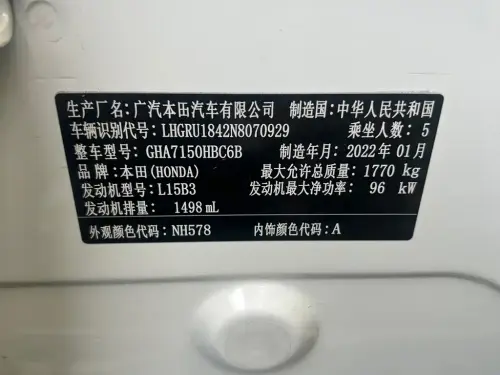 生产厂名: 广汽本田汽车有限公司 制造国: 中华人民共和国
车辆识别代号: LHGRU1842N8070929 乘坐人数: 5
整车型号: GHA7150HBC6B 制造年月: 2022年01月
品牌: 本田(HONDA) 最大允许总质量: 1770 kg
发动机型号: L15B3 发动机最大净功率: 96 kW
发动机排量: 1498 mL
外观颜色代码: NH578 内饰颜色代码: A